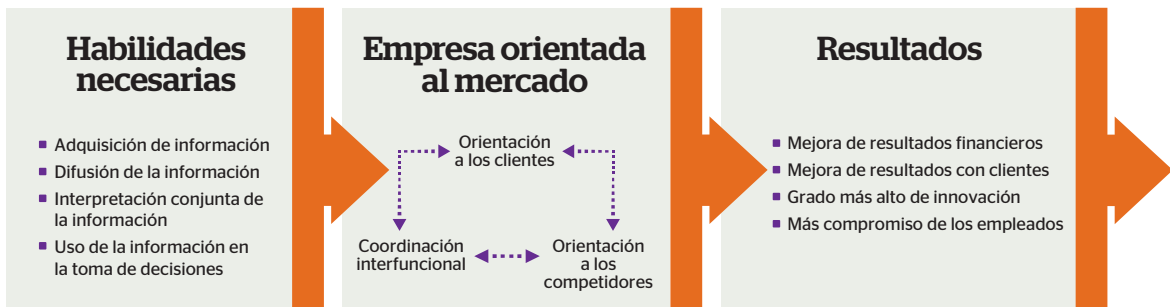 Habilidades
necesarias
Adquisición de información
Difusión de la información
Interpretación conjunta de
la información
Uso de la información en
la toma de decisiones
Empresa orientada
al mercado
Orientación
a los clientes
Coordinación
interfuncional
Orientación
a los
competidores
Resultados
Mejora de resultados financieros
Mejora de resultados con clientes
Grado más alto de innovación
Más compromiso de los empleados